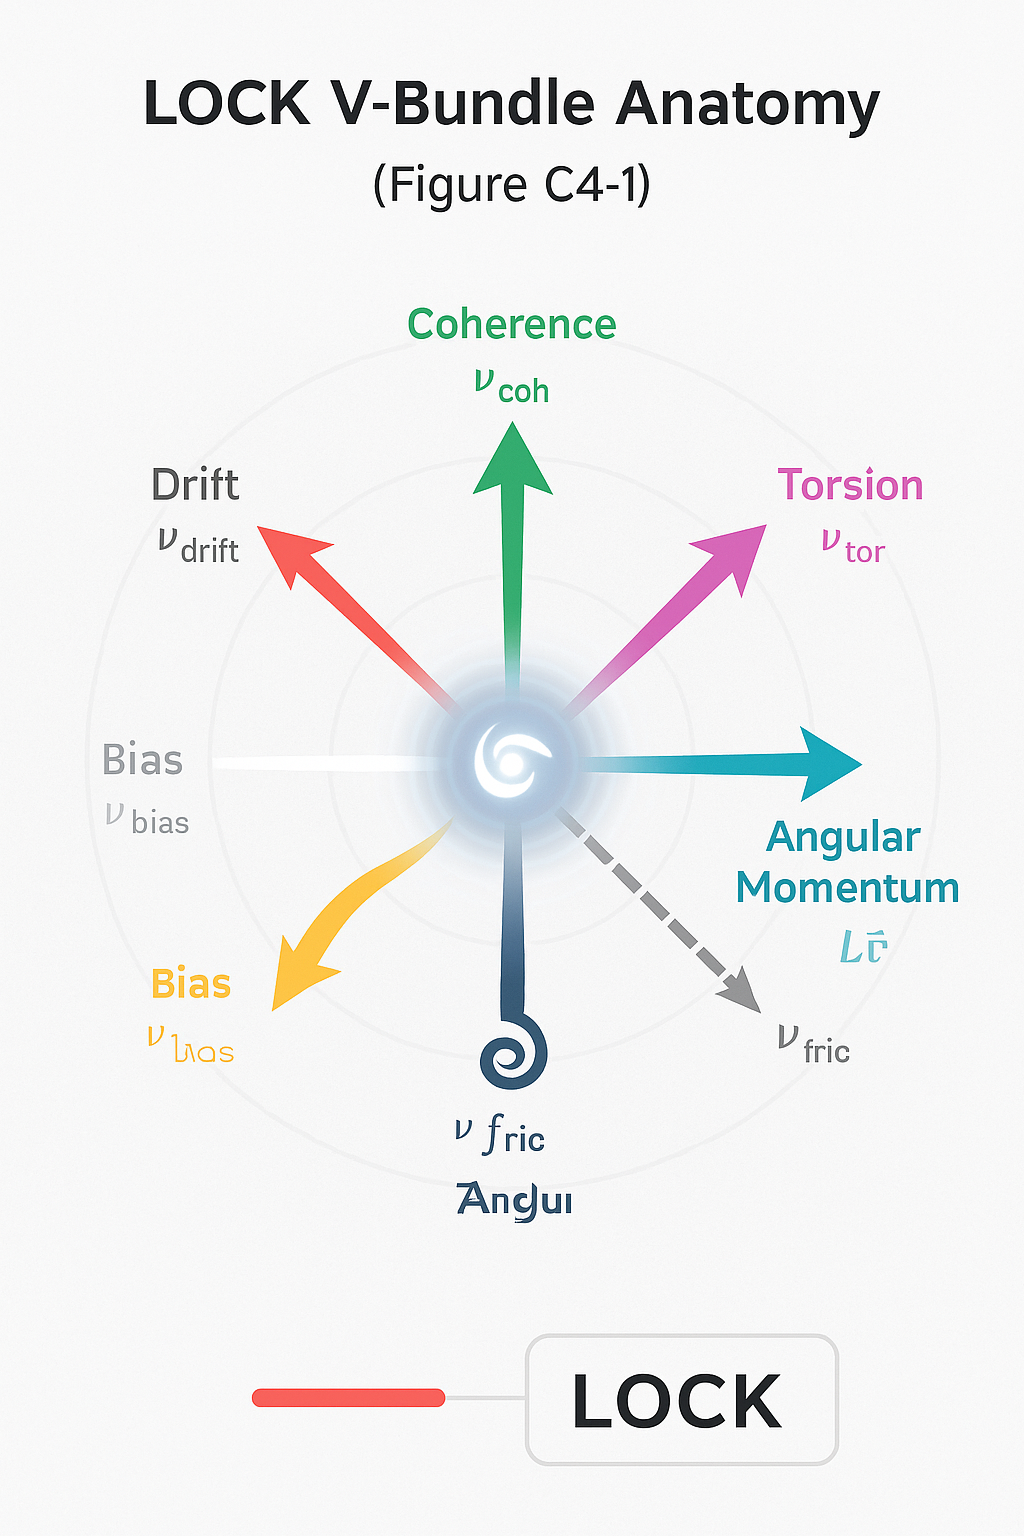 LOCK V-Bundle Anatomy
(Figure C4-1)
Coherence
ν coh
Drift
ν drift
Torsion
ν tor
Bias
ν bias
Angular
Momentum
Bias
ν
ν fric
ν fric
LOCK